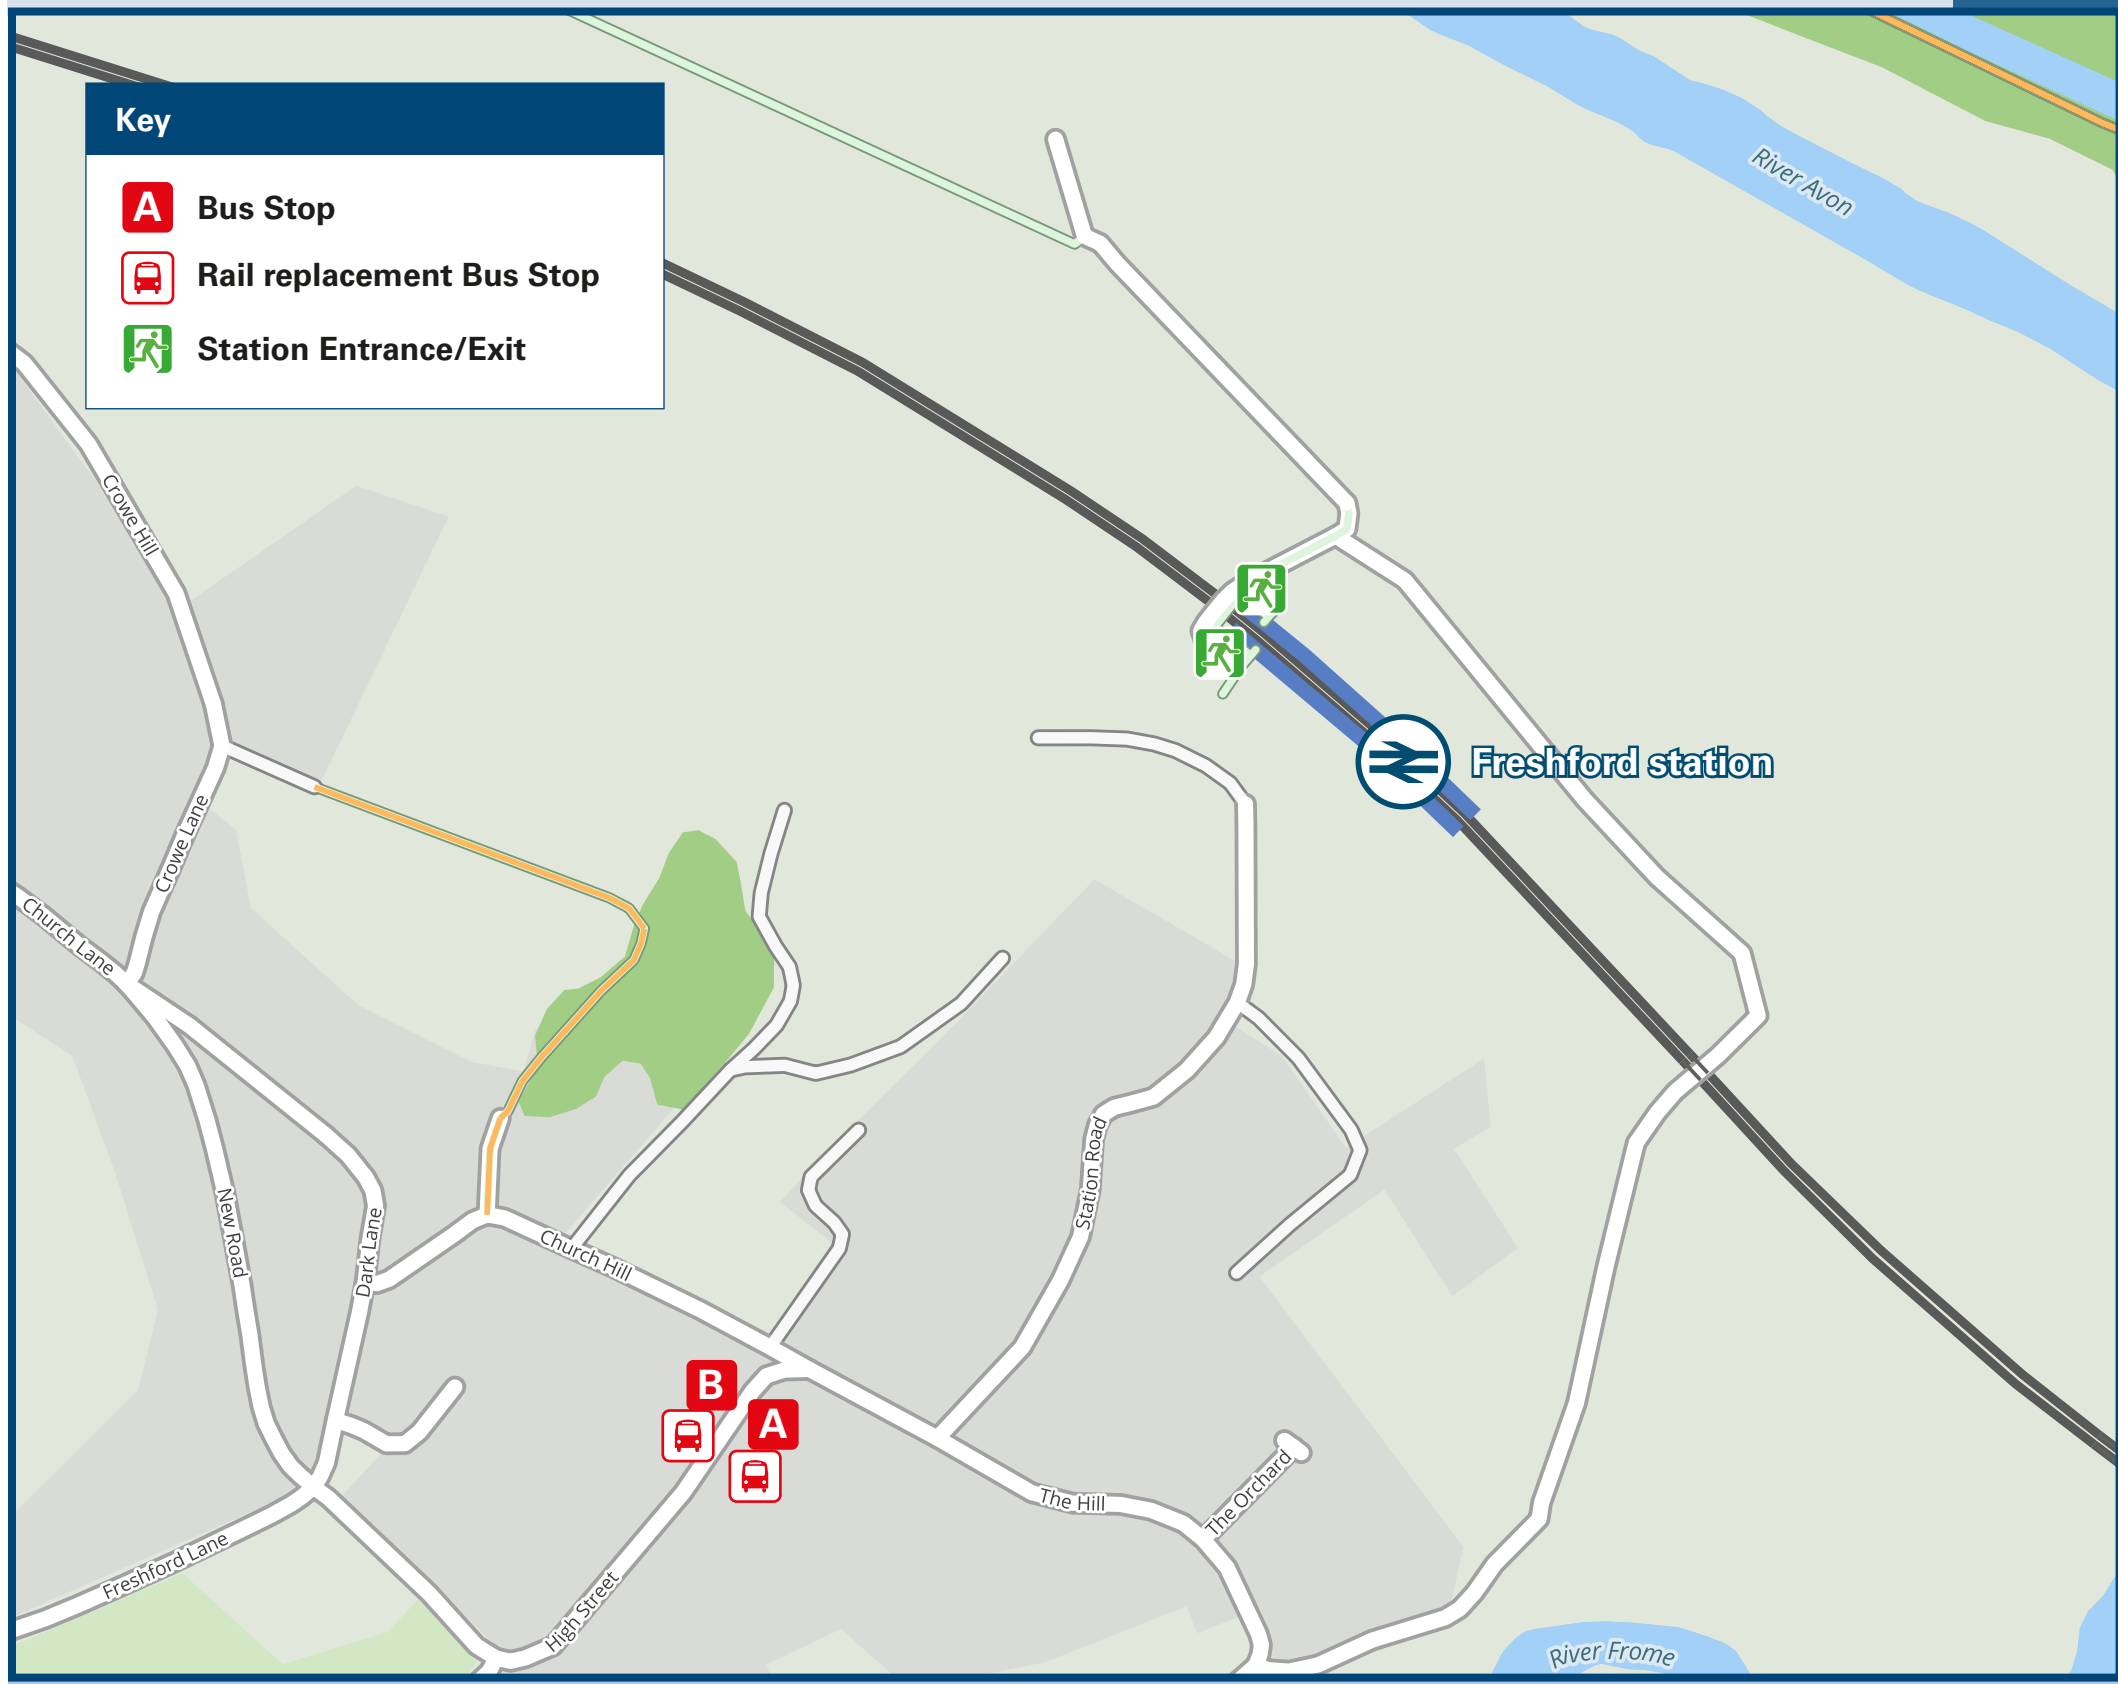 Key
A
Bus Stop
Rail replacement Bus Stop
Station Entrance/Exit
River Avon
Crowe Hill
Freshford station
Crowe Lane
Church Lane
Station Road
New Road
Dark Lane
Church Hill
B
A
The Hill
The Orchard
Freshford Lane
High Street
River Frome